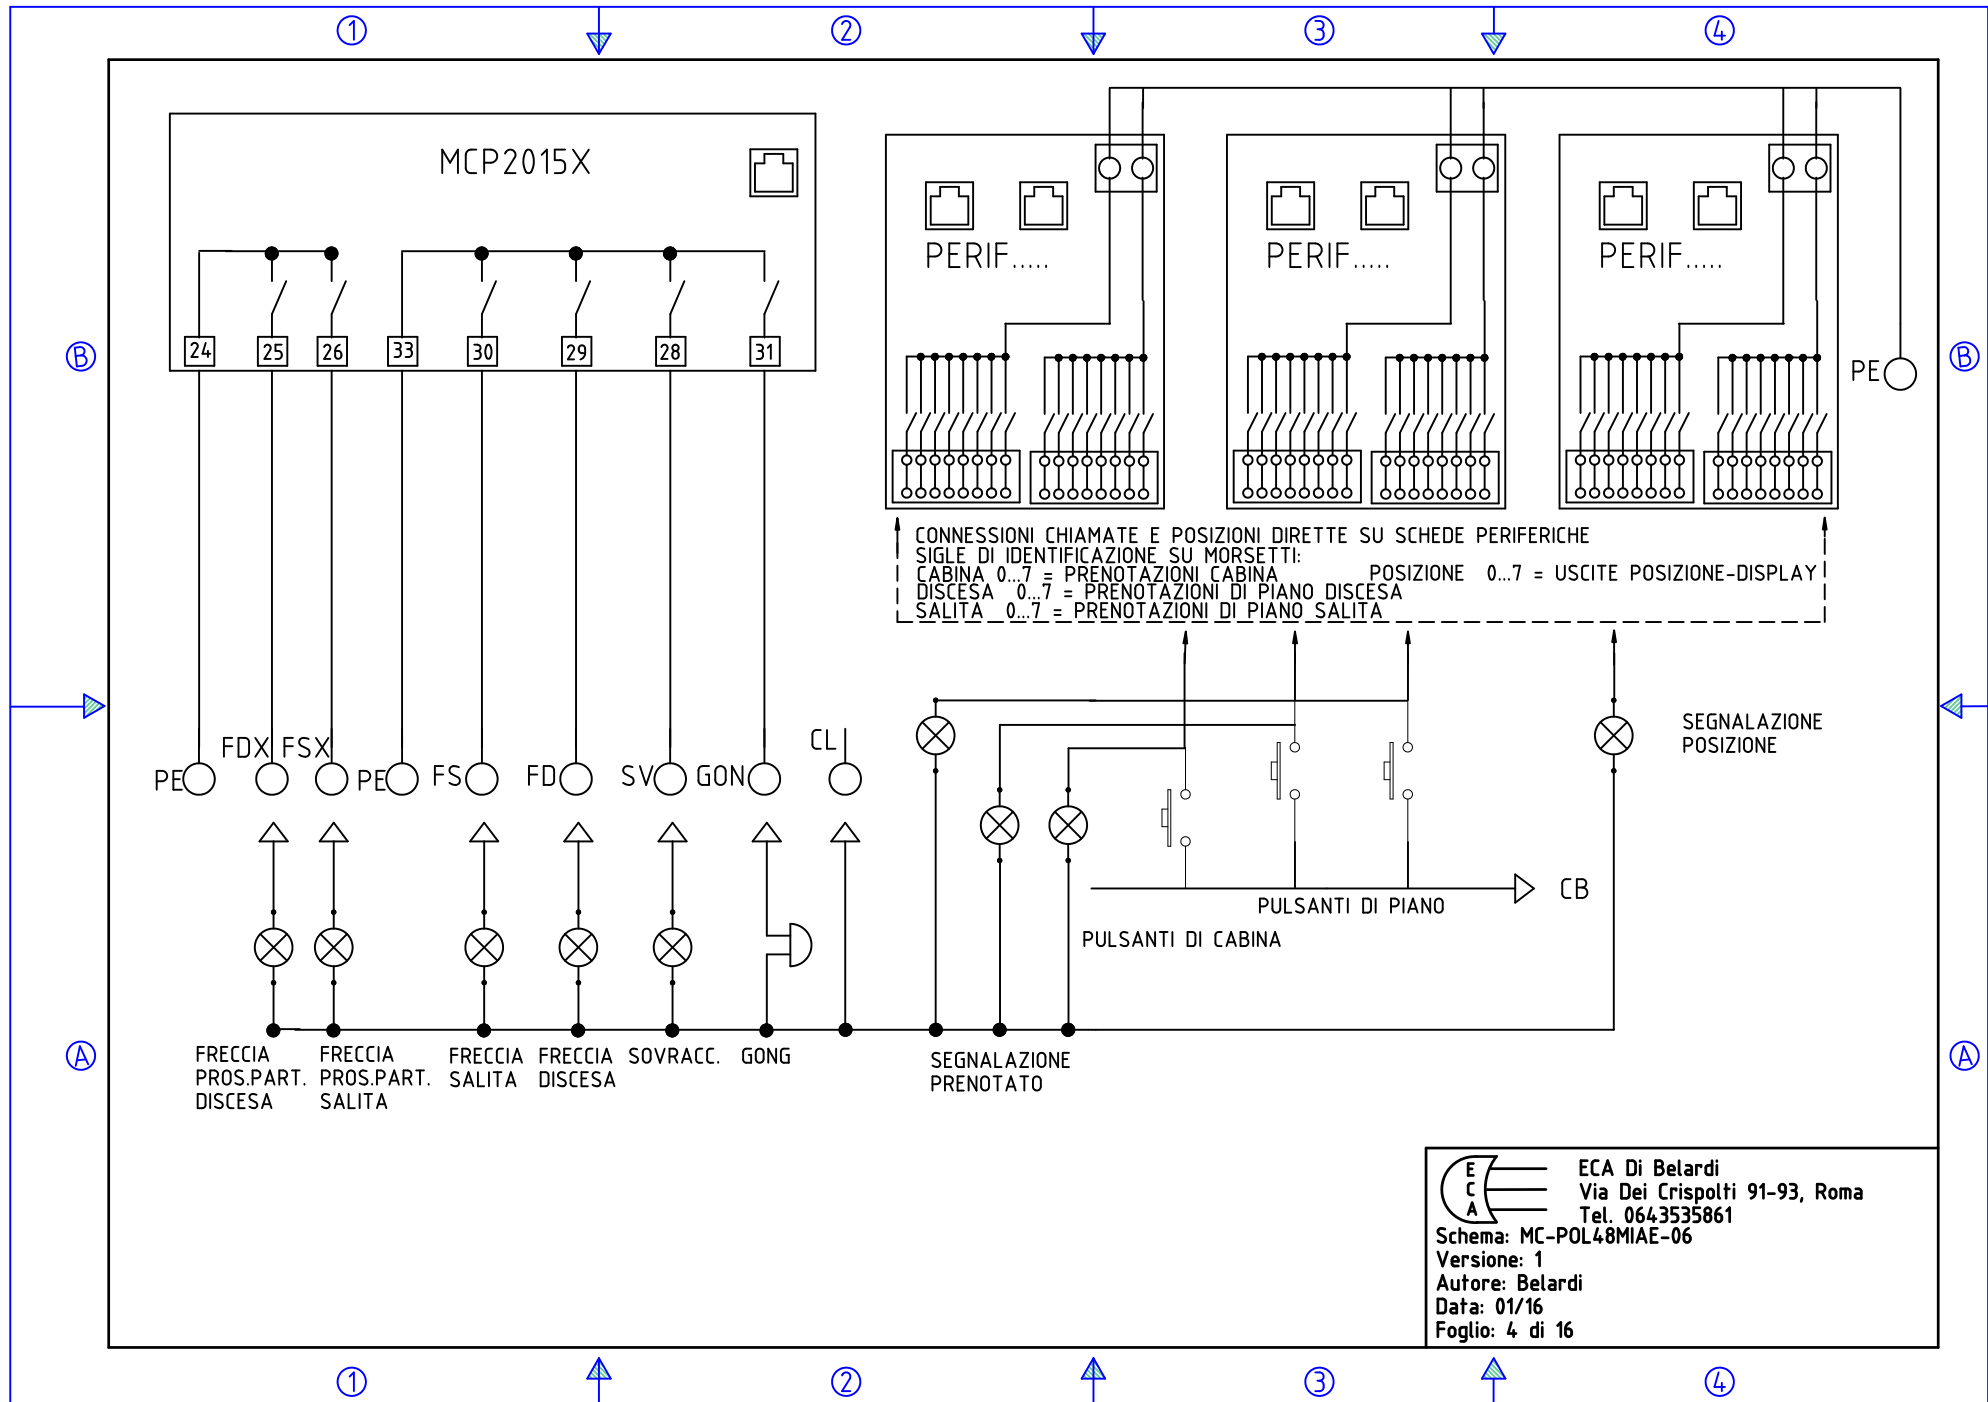 1 2 3 4
MCP2015X
PERIF.....
PERIF.....
PERIF.....
24 25 26 33 30 29 28 31
B
B
PE
CONNESSIONI CHIAMATE E POSIZIONI DIRETTE SU SCHEDE PERIFERICHE
SIGLE DI IDENTIFICAZIONE SU MORSETTI:
CABINA 0...7 = PRENOTAZIONI CABINA
POSIZIONE 0...7 = USCITE POSIZIONE-DISPLAY
DISCESA 0...7 = PRENOTAZIONI DI PIANO DISCESA
SALITA 0...7 = PRENOTAZIONI DI PIANO SALITA
SEGNALAZIONE
POSIZIONE
PE FDX FSX PE FS FD SV GON CL
CB
PULSANTI DI PIANO
PULSANTI DI CABINA
A
A
FRECCIA
PROS.PART.
DISCESA
FRECCIA
PROS.PART.
SALITA
FRECCIA
SALITA
FRECCIA
DISCESA
SOVRACC.
GONG
SEGNALAZIONE
PRENOTATO
E
C
A
ECA Di Belardi
Via Dei Crispolti 91-93, Roma
Tel. 0643535861
Schema: MC-POL48MIAE-06
Versione: 1
Autore: Belardi
Data: 01/16
Foglio: 4 di 16
1 2 3 4